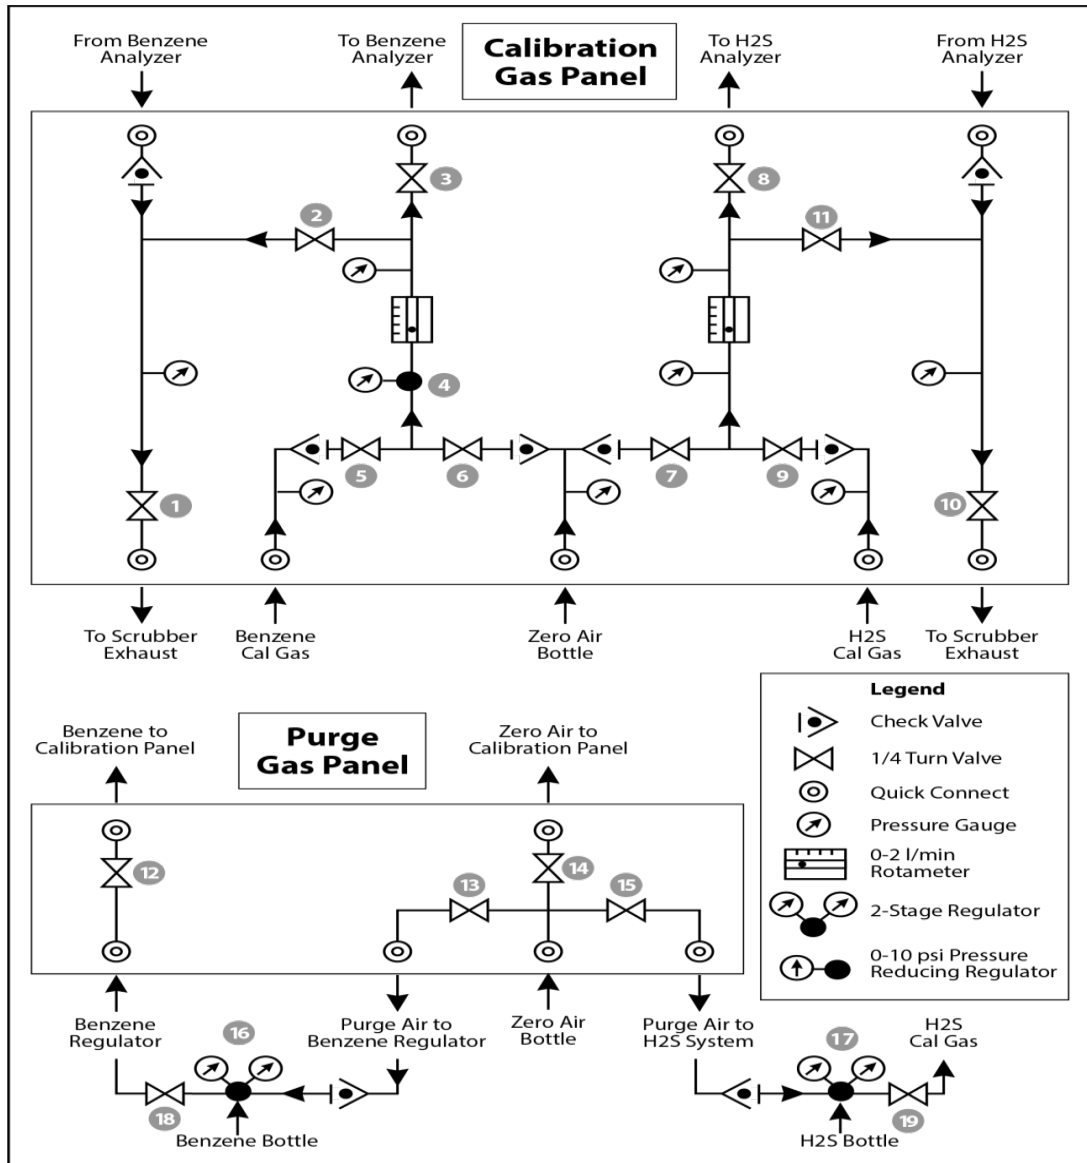 From Benzene
Analyzer
To Benzene
Analyzer
Calibration
Gas Panel
To H2S
Analyzer
From H2S
Analyzer
3
8
2
11
4
5
6
7
9
1
10
To Scrubber
Exhaust
Benzene
Cal Gas
Zero Air
Bottle
H2S
Cal Gas
To Scrubber
Exhaust
Legend
Check Valve
1/4 Turn Valve
Quick Connect
Pressure Gauge
0-2 l/min
Rotameter
2-Stage Regulator
0-10 psi Pressure
Reducing Regulator
Benzene to
Calibration Panel
Purge
Gas Panel
Zero Air to
Calibration Panel
12
13
14
15
Benzene
Regulator
16
Purge Air to
Benzene Regulator
Zero Air
Bottle
Purge Air to
H2S System
17
H2S
Cal Gas
18
Benzene Bottle
19
H2S Bottle